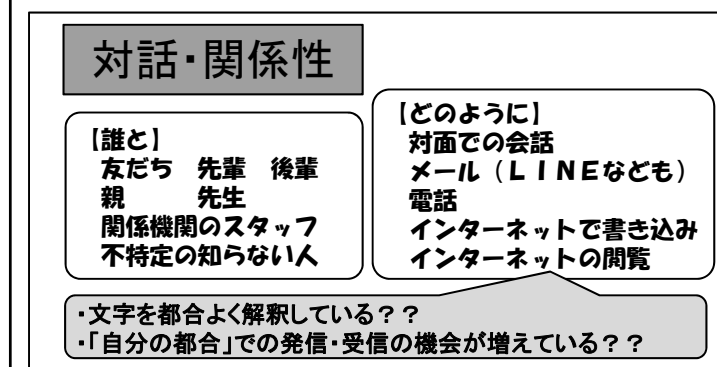 対話・関係性
【誰と】
友だち　先輩　後輩
親　　　先生
関係機関のスタッフ
不特定の知らない人
【どのように】
対面での会話
メール（ＬＩＮＥなども）
電話
インターネットで書き込み
インターネットの閲覧
・文字を都合よく解釈している？？
・「自分の都合」での発信・受信の機会が増えている？？